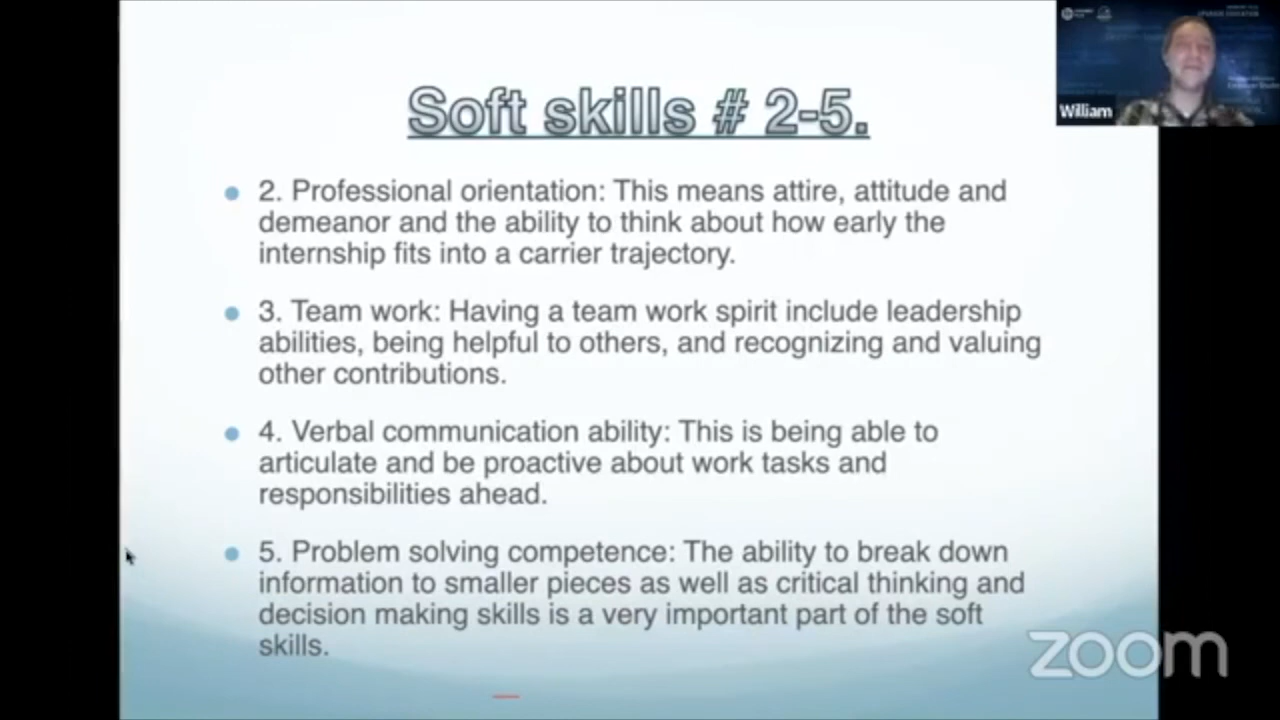 Soft skills # 2-5.
William
2. Professional orientation: This means attire, attitude and
demeanor and the ability to think about how early the
internship fits into a carrier trajectory.
3. Team work: Having a team work spirit include leadership
abilities, being helpful to others, and recognizing and valuing
other contributions.
4. Verbal communication ability: This is being able to
articulate and be proactive about work tasks and
responsibilities ahead.
5. Problem solving competence: The ability to break down
information to smaller pieces as well as critical thinking and
decision making skills is a very important part of the soft
skills.
zoom